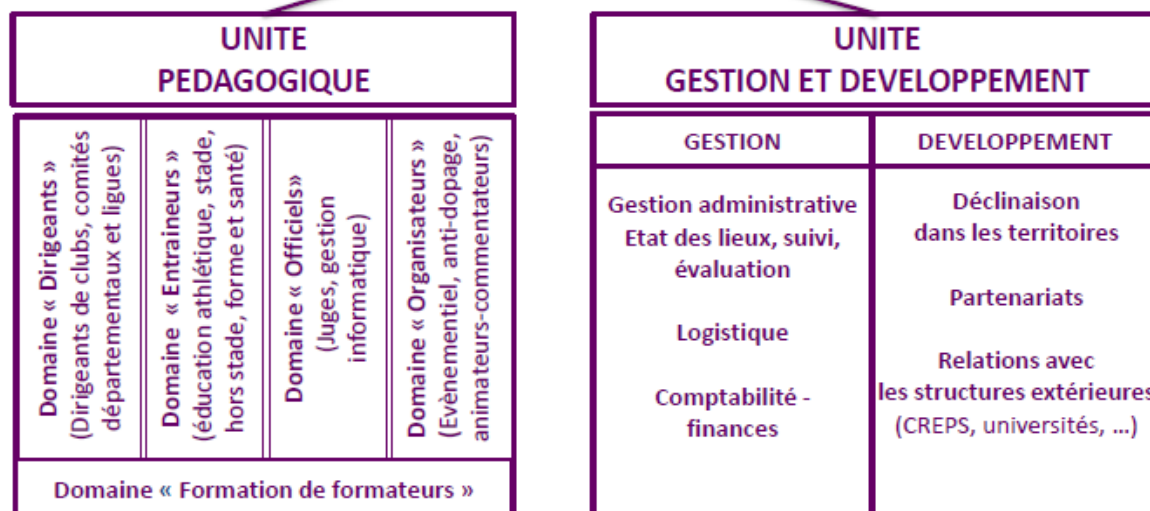 UNITE
PEDAGOGIQUE
Domaine « Dirigeants »
(Dirigeants de clubs, comités
départementaux et ligues)
Domaine « Entraineurs »
(éducation athlétique, stade,
hors stade, forme et santé)
Domaine « Officiels»
(Juges, gestion
informatique)
Domaine « Organisateurs »
(Evènementiel, anti-dopage,
animateurs-commentateurs)
Domaine « Formation de formateurs »
UNITE
GESTION ET DEVELOPPEMENT
GESTION
Gestion administrative
Etat des lieux, suivi,
évaluation
Logistique
Comptabilité -
finances
DEVELOPPEMENT
Déclinaison
dans les territoires
Partenariats
Relations avec
les structures extérieures
(CREPS, universités, ...)